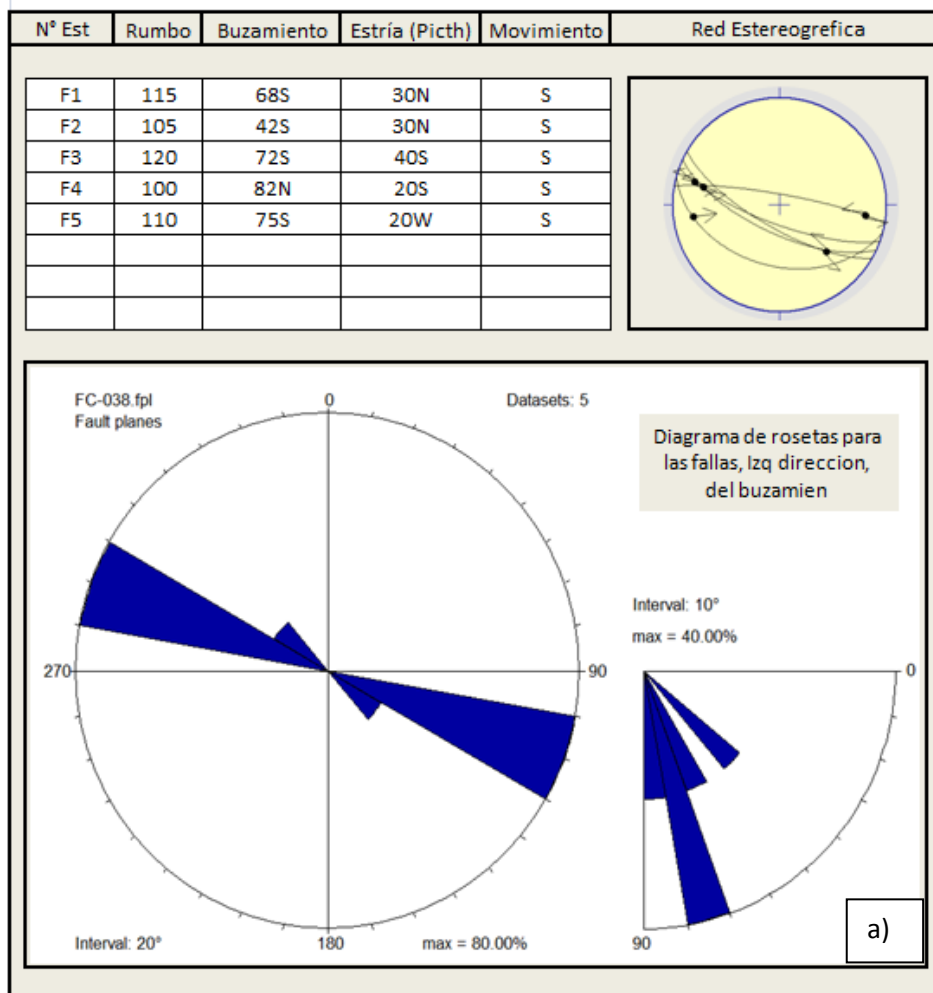 N° Est Rumbo Buzamiento Estría (Picth) Movimiento Red Estereogrefica
F1 115 68S 30N S
F2 105 42S 30N S
F3 120 72S 40S S
F4 100 82N 20S S
F5 110 75S 20W S
FC-038.fpl
Fault planes
0
Datasets: 5
Diagrama de rosetas para
las fallas, Izq direccion,
del buzamien
Interval: 10°
max = 40.00%
270
90
0
Interval: 20°
180
max = 80.00%
90
a)